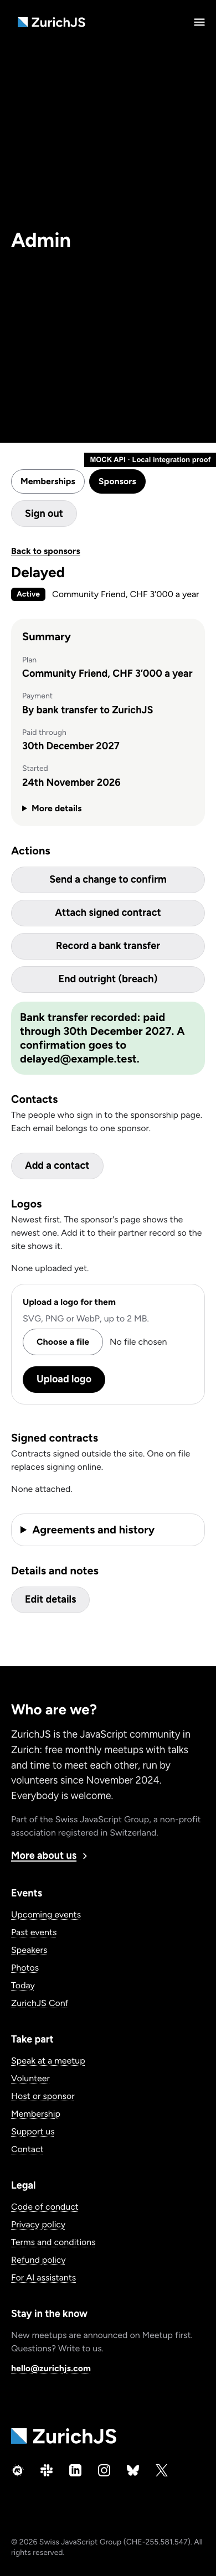 ZurichJS
Admin
MOCK API · Local integration proof
Memberships
Sponsors
Sign out
Back to sponsors
Delayed
Active
Community Friend, CHF 3'000 a year
Summary
Plan
Community Friend, CHF 3'000 a year
Payment
By bank transfer to ZurichJS
Paid through
30th December 2027
Started
24th November 2026
More details
Actions
Send a change to confirm
Attach signed contract
Record a bank transfer
End outright (breach)
Bank transfer recorded: paid
through 30th December 2027. A
confirmation goes to
delayed@example.test.
Contacts
The people who sign in to the sponsorship page.
Each email belongs to one sponsor.
Add a contact
Logos
Newest first. The sponsor's page shows the
newest one. Add it to their partner record so the
site shows it.
None uploaded yet.
Upload a logo for them
SVG, PNG or WebP, up to 2 MB.
Choose a file
No file chosen
Upload logo
Signed contracts
Contracts signed outside the site. One on file
replaces signing online.
None attached.
Agreements and history
Details and notes
Edit details
Who are we?
ZurichJS is the JavaScript community in
Zurich: free monthly meetups with talks
and time to meet each other, run by
volunteers since November 2024.
Everybody is welcome.
Part of the Swiss JavaScript Group, a non-profit
association registered in Switzerland.
More about us
Events
Upcoming events
Past events
Speakers
Photos
Today
ZurichJS Conf
Take part
Speak at a meetup
Volunteer
Host or sponsor
Membership
Support us
Contact
Legal
Code of conduct
Privacy policy
Terms and conditions
Refund policy
For AI assistants
Stay in the know
New meetups are announced on Meetup first.
Questions? Write to us.
hello@zurichjs.com
ZurichJS
© 2026 Swiss JavaScript Group (CHE-255.581.547). All
rights reserved.